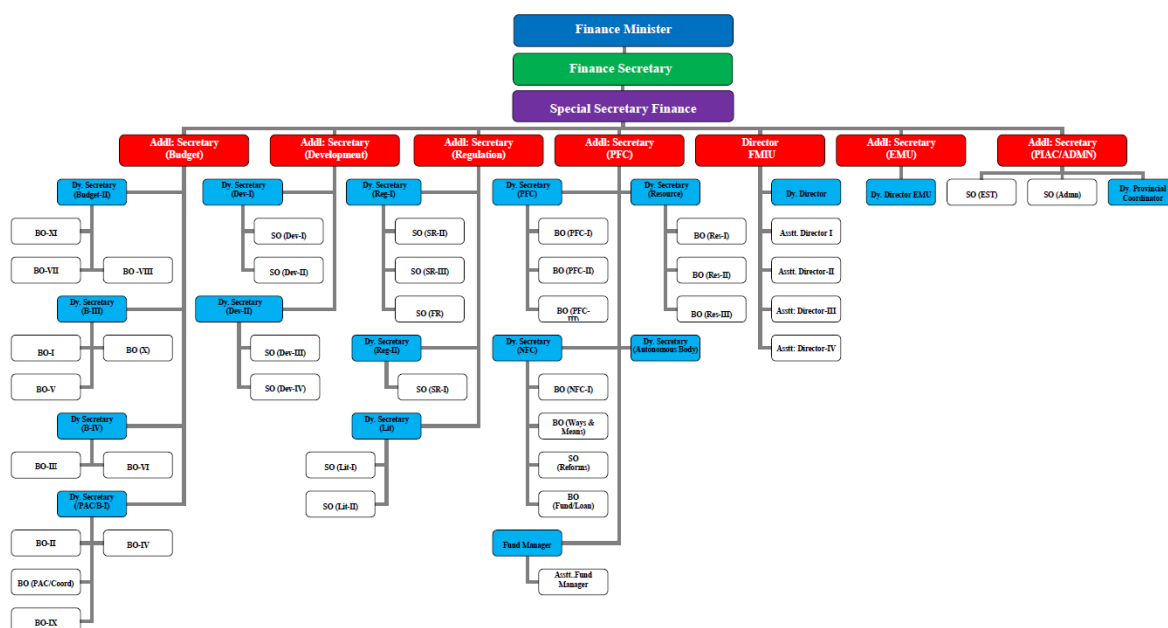 Finance Minister
Finance Secretary
Special Secretary Finance
Addl: Secretary
(Budget)
Addl: Secretary
(Development)
Addl: Secretary
(Regulation)
Addl: Secretary
(PFC)
Director
FMIU
Addl: Secretary
(EMU)
Addl: Secretary
(PIAC/ADMN)
Dy. Secretary
(Budget-II)
BO-XI
BO-VII
BO -VIII
Dy. Secretary
(B-III)
BO-I
BO (X)
BO-V
Dy Secretary
(B-IV)
BO-III
BO-VI
Dy. Secretary
(/PAC/B-I)
BO-II
BO-IV
BO (PAC/Coord)
BO-IX
Dy. Secretary
(Dev-I)
SO (Dev-I)
SO (Dev-II)
Dy. Secretary
(Dev-II)
SO (Dev-III)
SO (Dev-IV)
Dy. Secretary
(Reg-I)
SO (SR-II)
SO (SR-III)
SO (FR)
Dy. Secretary
(Reg-II)
SO (SR-I)
Dy. Secretary
(Lit)
SO (Lit-I)
SO (Lit-II)
Dy. Secretary
(PFC)
BO (PFC-I)
BO (PFC-II)
BO (PFC-
III)
Dy. Secretary
(NFC)
BO (NFC-I)
BO (Ways &
Means)
SO
(Reforms)
BO
(Fund/Loan)
Fund Manager
Asstt..Fund
Manager
Dy. Secretary
(Resource)
BO (Res-I)
BO (Res-II)
BO (Res-III)
Dy. Secretary
(Autonomous Body)
Dy. Director
Asstt. Director I
Asstt. Director-II
Asstt: Director-III
Asstt: Director-IV
Dy. Director EMU
SO (EST)
SO (Admn)
Dy. Provincial
Coordinator